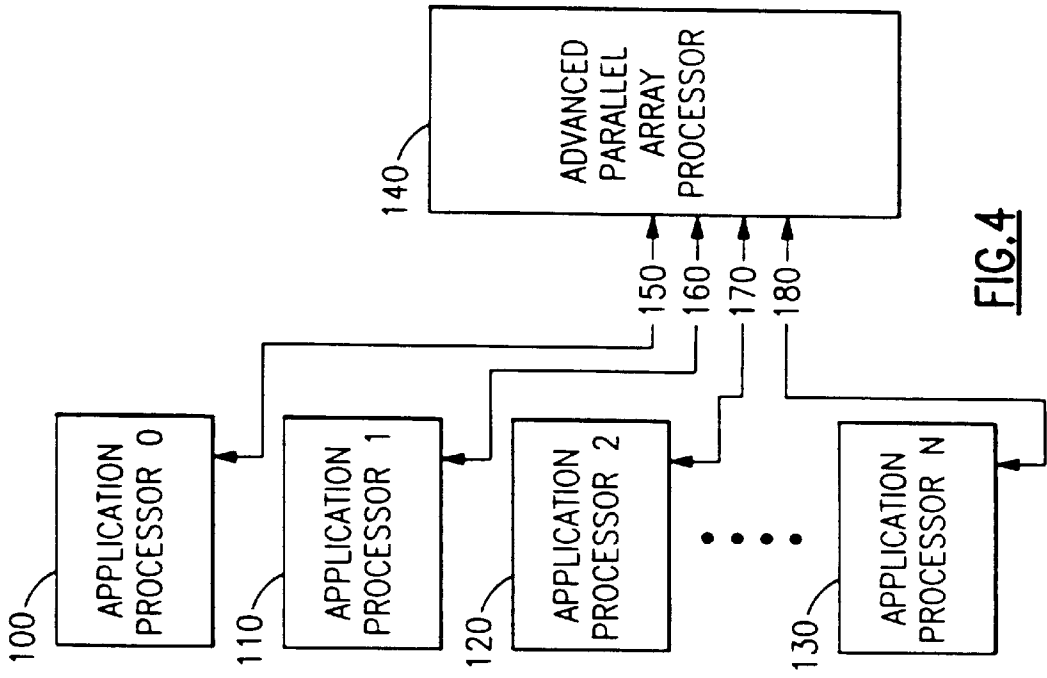 100
APPLICATION
PROCESSOR 0
110
APPLICATION
PROCESSOR 1
120
APPLICATION
PROCESSOR 2
130
APPLICATION
PROCESSOR N
140
ADVANCED
PARALLEL
ARRAY
PROCESSOR
150
160
170
180
FIG.4